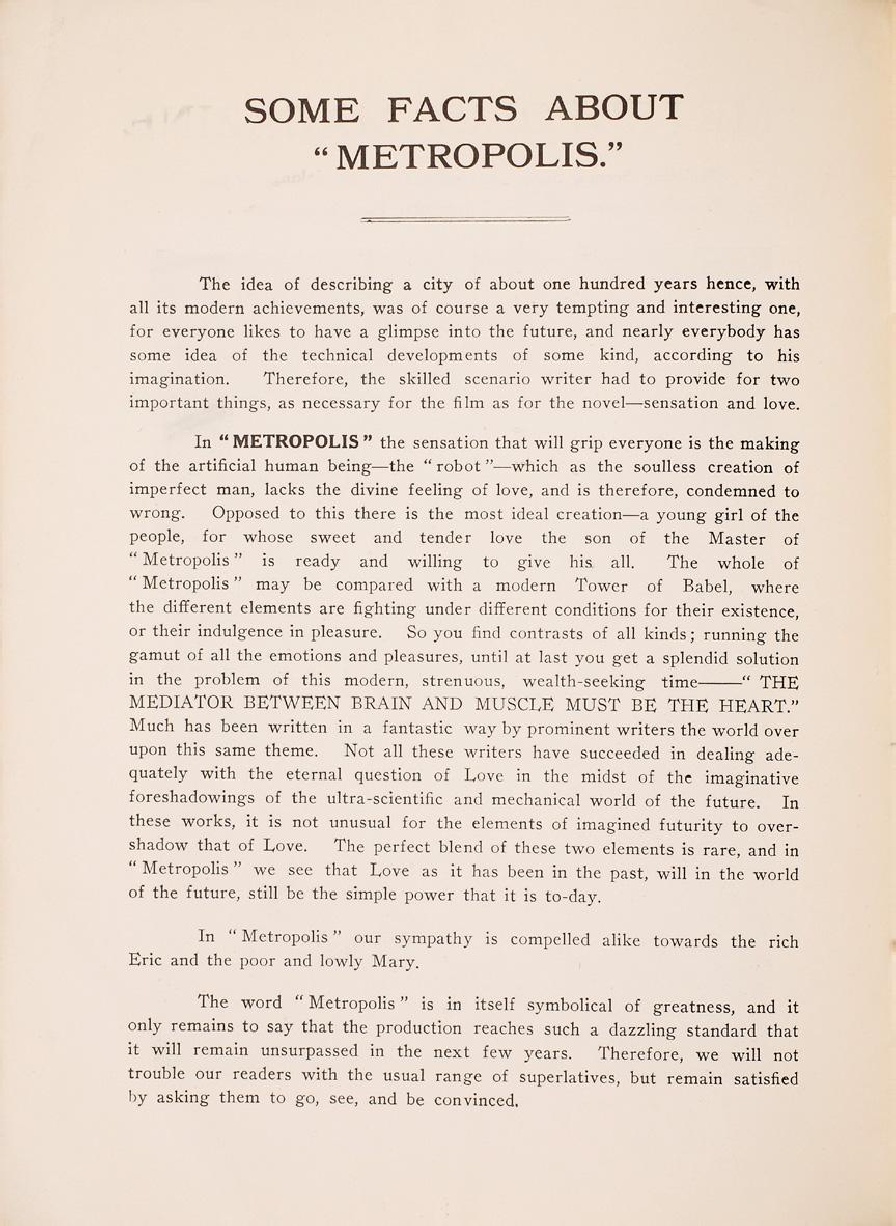 SOME FACTS ABOUT
“METROPOLIS.”
The idea of describing a city of about one hundred years hence, with
all its modern achievements, was of course a very tempting and interesting one,
for everyone likes to have a glimpse into the future, and nearly everybody has
some idea of the technical developments of some kind, according to his
imagination. Therefore, the skilled scenario writer had to provide for two
important things, as necessary for the film as for the novel—sensation and love.
In “METROPOLIS” the sensation that will grip everyone is the making
of the artificial human being—the “robot”—which as the soulless creation of
imperfect man, lacks the divine feeling of love, and is therefore, condemned to
wrong. Opposed to this there is the most ideal creation—a young girl of the
people, for whose sweet and tender love the son of the Master of
“Metropolis” is ready and willing to give his all. The whole of
“Metropolis” may be compared with a modern Tower of Babel, where
the different elements are fighting under different conditions for their existence,
or their indulgence in pleasure. So you find contrasts of all kinds; running the
gamut of all the emotions and pleasures, until at last you get a splendid solution
in the problem of this modern, strenuous, wealth-seeking time——“THE
MEDIATOR BETWEEN BRAIN AND MUSCLE MUST BE THE HEART.”
Much has been written in a fantastic way by prominent writers the world over
upon this same theme. Not all these writers have succeeded in dealing ade-
quately with the eternal question of Love in the midst of the imaginative
foreshadowings of the ultra-scientific and mechanical world of the future. In
these works, it is not unusual for the elements of imagined futurity to over-
shadow that of Love. The perfect blend of these two elements is rare, and in
“Metropolis” we see that Love as it has been in the past, will in the world
of the future, still be the simple power that it is to-day.
In “Metropolis” our sympathy is compelled alike towards the rich
Eric and the poor and lowly Mary.
The word “Metropolis” is in itself symbolical of greatness, and it
only remains to say that the production reaches such a dazzling standard that
it will remain unsurpassed in the next few years. Therefore, we will not
trouble our readers with the usual range of superlatives, but remain satisfied
by asking them to go, see, and be convinced.